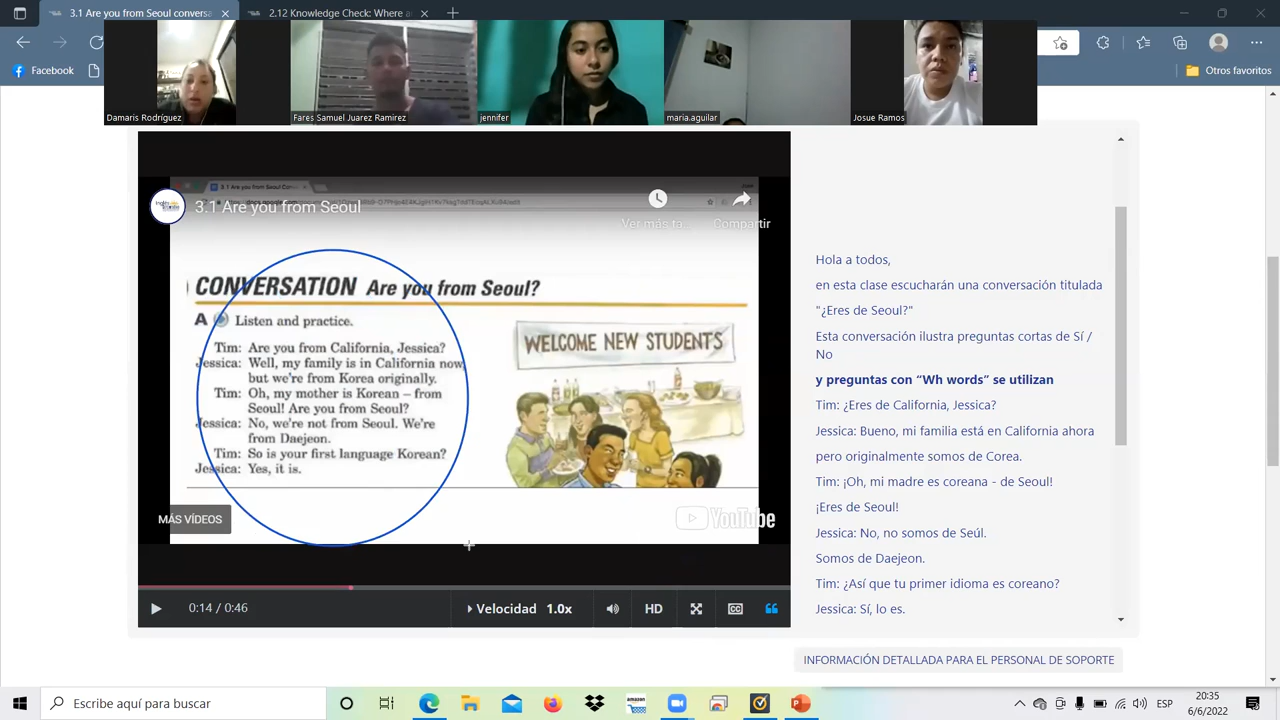 3.1 Are you from Seoul conversa
2.12 Knowledge Check: Where a
Facebook
Otros favoritos
Damaris Rodríguez
Fares Samuel Juarez Ramirez
jennifer
maria.aguilar
Josue Ramos
3.1 Are you from Seoul
Ver más ta...
Compartir
CONVERSATION Are you from Seoul?
A Listen and practice.
Tim: Are you from California, Jessica?
Jessica: Well, my family is in California now,
but we're from Korea originally.
Tim: Oh, my mother is Korean – from
Seoul! Are you from Seoul?
Jessica: No, we're not from Seoul. We're
from Daejeon.
Tim: So is your first language Korean?
Jessica: Yes, it is.
WELCOME NEW STUDENTS
MÁS VÍDEOS
YouTube
0:14 / 0:46
Velocidad 1.0x
HD
CC
Hola a todos,
en esta clase escucharán una conversación titulada
"¿Eres de Seoul?"
Esta conversación ilustra preguntas cortas de Sí /
No
y preguntas con “Wh words” se utilizan
Tim: ¿Eres de California, Jessica?
Jessica: Bueno, mi familia está en California ahora
pero originalmente somos de Corea.
Tim: ¡Oh, mi madre es coreana - de Seoul!
¡Eres de Seoul!
Jessica: No, no somos de Seúl.
Somos de Daejeon.
Tim: ¿Así que tu primer idioma es coreano?
Jessica: Sí, lo es.
INFORMACIÓN DETALLADA PARA EL PERSONAL DE SOPORTE
Escribe aquí para buscar
amazon
ESP
20:35
6/6/2022